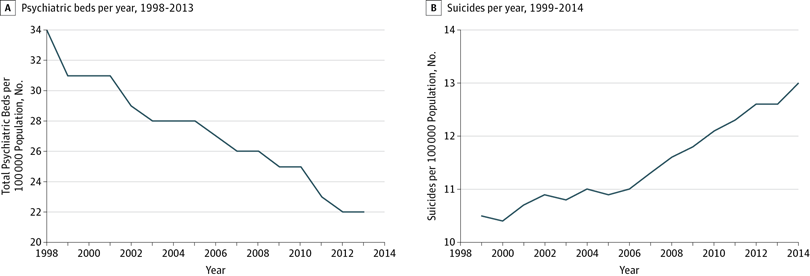 A Psychiatric beds per year, 1998-2013
Total Psychiatric Beds per
100 000 Population, No.
34
32
30
28
26
24
22
20
1998 2000 2002 2004 2006 2008 2010 2012 2014
Year
B Suicides per year, 1999-2014
Suicides per 100 000 Population, No.
14
13
12
11
10
1998 2000 2002 2004 2006 2008 2010 2012 2014
Year